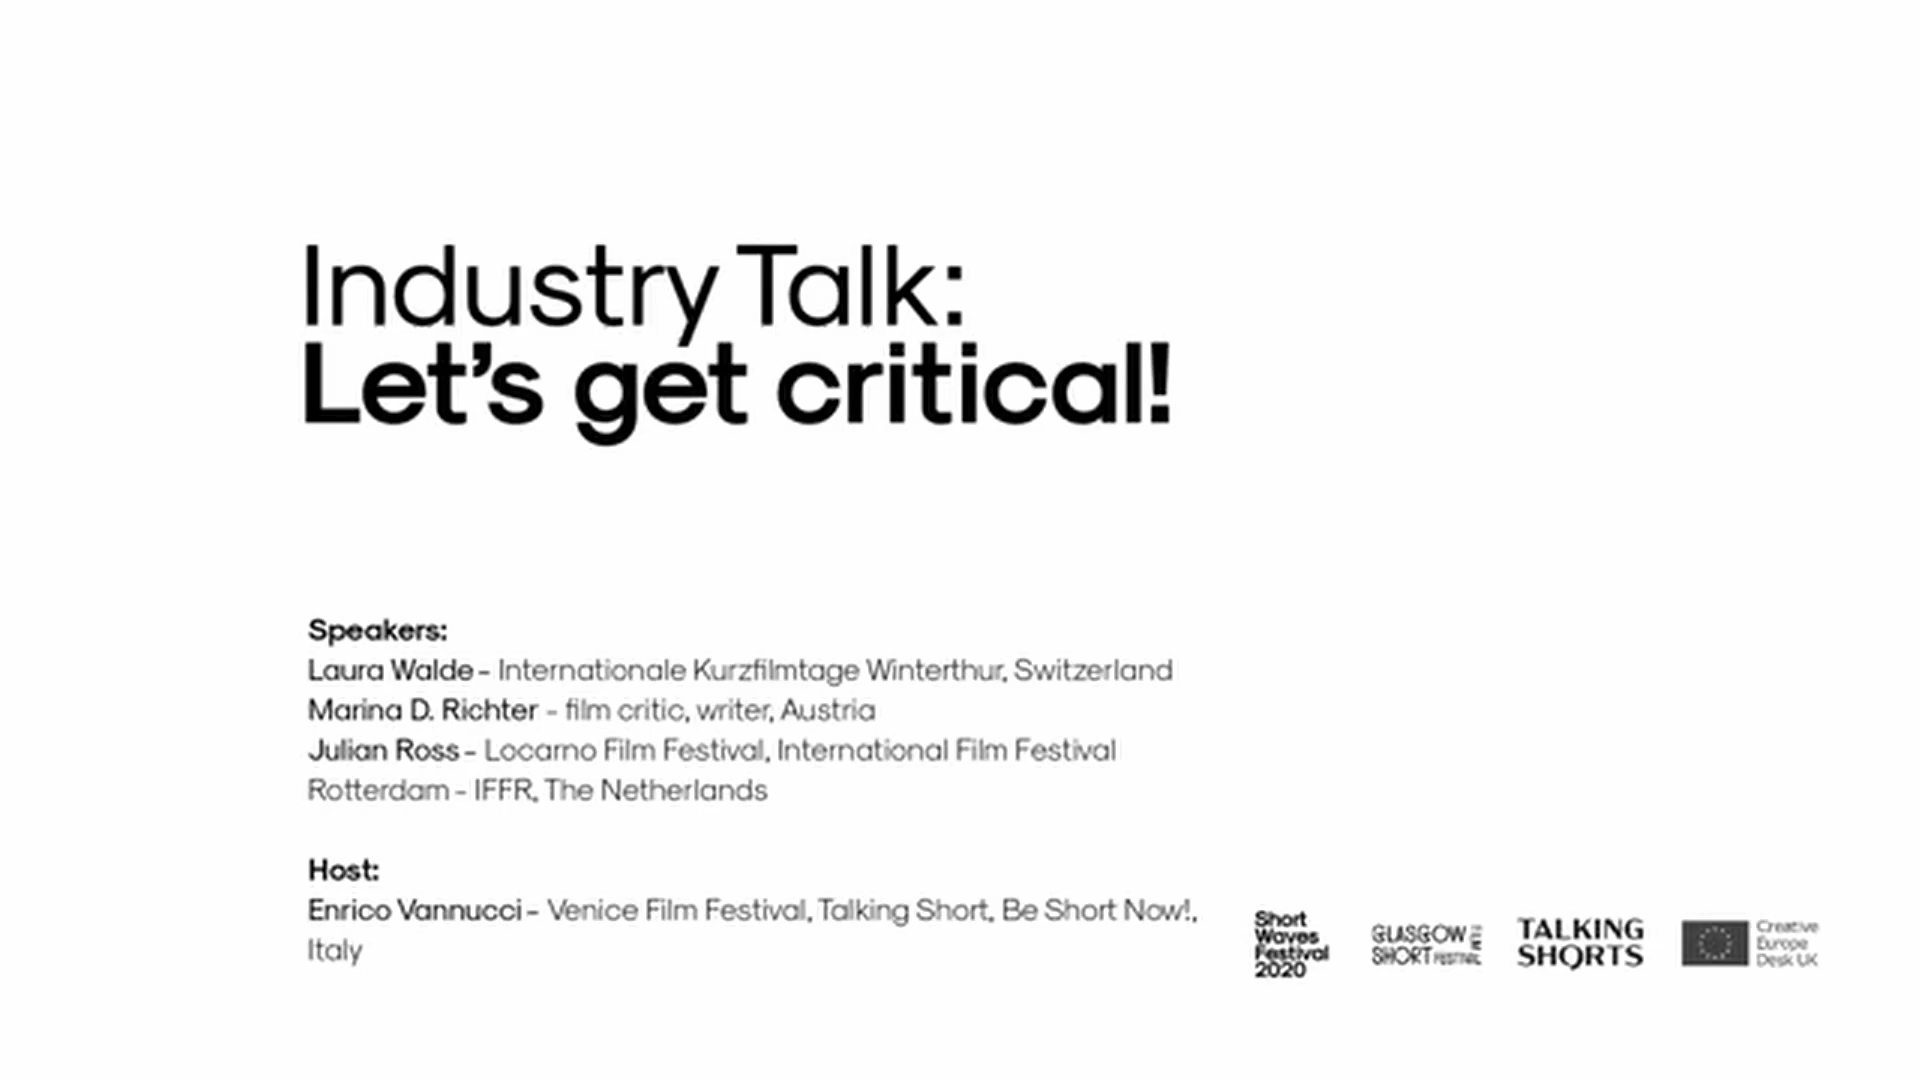 Industry Talk:
Let's get critical!
Speakers:
Laura Walde - Internationale Kurzfilmtage Winterthur, Switzerland
Marina D. Richter - film critic, writer, Austria
Julian Ross - Locarno Film Festival, International Film Festival
Rotterdam - IFFR, The Netherlands
Host:
Enrico Vannucci - Venice Film Festival, Talking Short, Be Short Now!,
Italy
Short
Waves
Festival
2020
GLASGOW
SHORT
FILM
FESTIVAL
TALKING
SHORTS
Creative
Europe
Desk UK